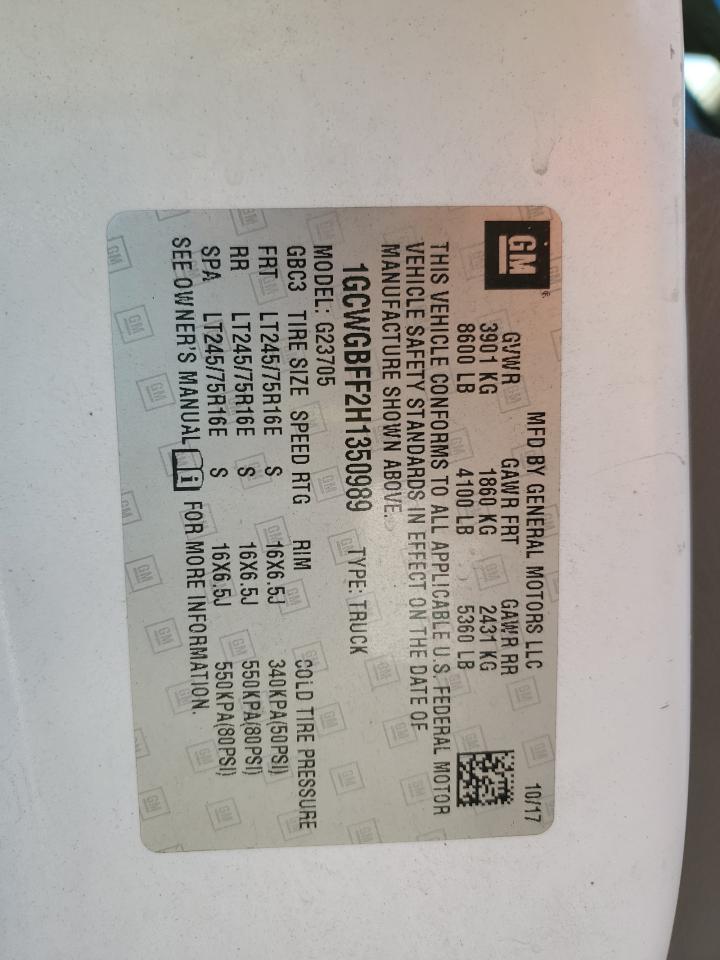 GM®
MFD BY GENERAL MOTORS LLC 10/17
GVWR GAWR FRT GAWR RR
3901 KG 1860 KG 2431 KG
8600 LB 4100 LB 5360 LB
THIS VEHICLE CONFORMS TO ALL APPLICABLE U.S. FEDERAL MOTOR
VEHICLE SAFETY STANDARDS IN EFFECT ON THE DATE OF
MANUFACTURE SHOWN ABOVE.
1GCWGBFF2H1350989 TYPE: TRUCK
MODEL: G23705
GBC3 TIRE SIZE SPEED RTG RIM COLD TIRE PRESSURE
FRT LT245/75R16E S 16X6.5J 340KPA(50PSI)
RR LT245/75R16E S 16X6.5J 550KPA(80PSI)
SPA LT245/75R16E S 16X6.5J 550KPA(80PSI)
SEE OWNER'S MANUAL i FOR MORE INFORMATION.